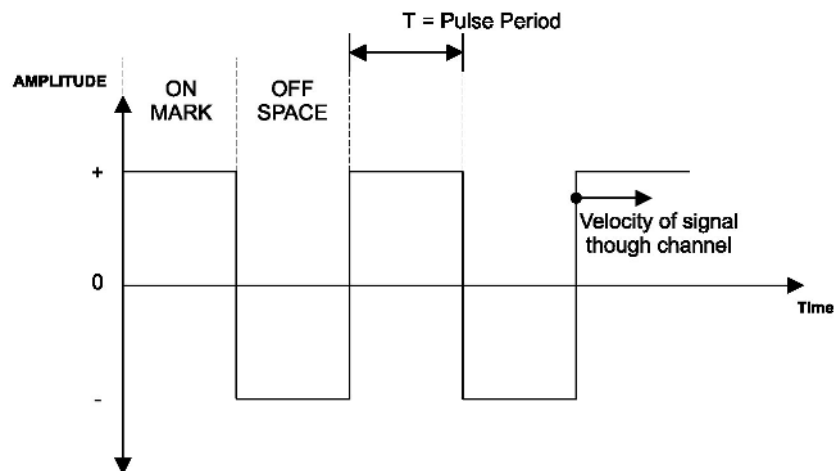 T = Pulse Period
AMPLITUDE
ON
MARK
OFF
SPACE
+
Velocity of signal
though channel
0
Time
-